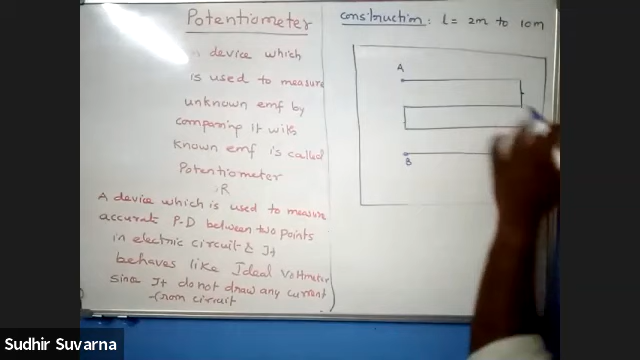 Potentiometer
device which
is used to measure
unknown emf by
comparing it with
known emf is called
Potentiometer
A device which is used to measure
accurate P.D between two points
in electric circuit & It
behaves like Ideal Voltmeter
since It do not draw any current
from circuit
construction : l = 2m to 10m
A
B
Sudhir Suvarna